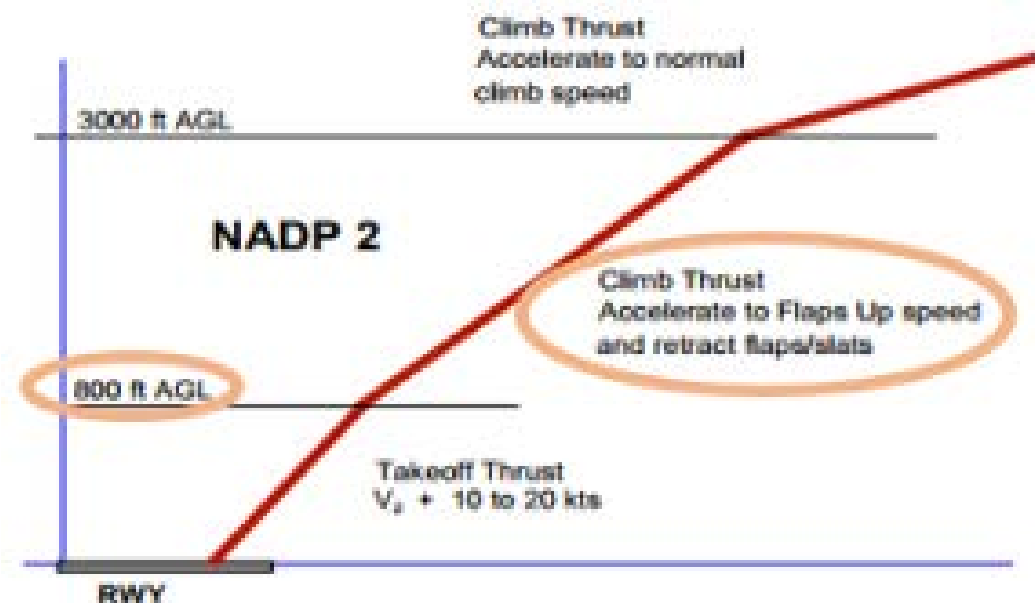 Climb Thrust
Accelerate to normal
climb speed
3000 ft AGL
NADP 2
Climb Thrust
Accelerate to Flaps Up speed
and retract flaps/slats
800 ft AGL
Takeoff Thrust
V₂ + 10 to 20 kts
RWY